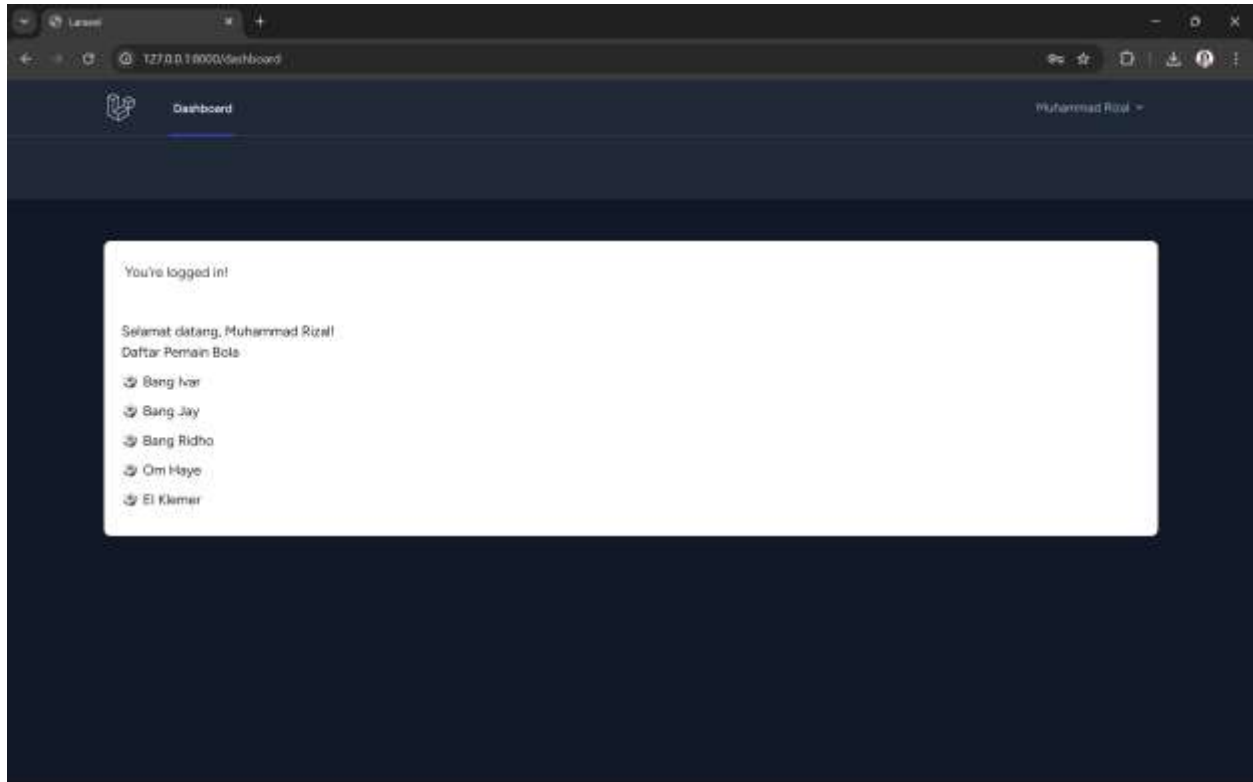 Laravel
127.0.0.1:8000/dashboard
Dashboard
Muhammad Rizal
You're logged in!
Selamat datang, Muhammad Rizal!
Daftar Pemain Bola
Bang Ivar
Bang Jay
Bang Ridho
Om Haye
El Klemer